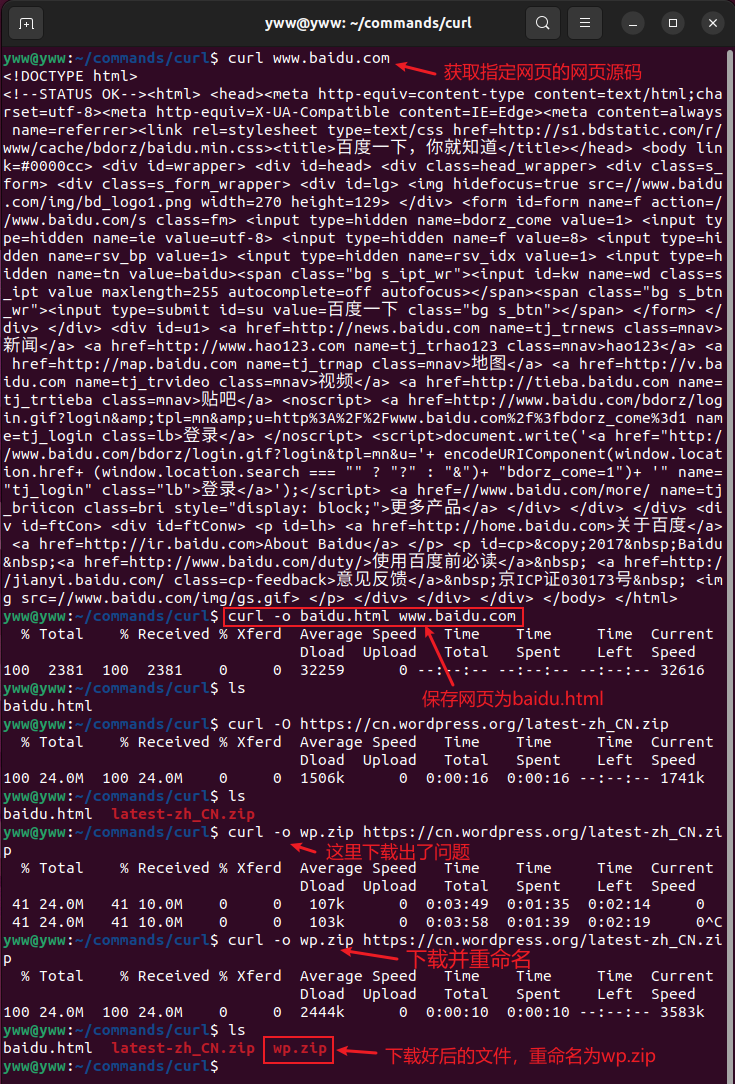 yww@yww: ~/commands/curl
yww@yww:~/commands/curl$ curl www.baidu.com
获取指定网页的网页源码
<!DOCTYPE html>
<!--STATUS OK--><html> <head><meta http-equiv=content-type content=text/html;cha
rset=utf-8><meta http-equiv=X-UA-Compatible content=IE=Edge><meta content=always
 name=referrer><link rel=stylesheet type=text/css href=http://s1.bdstatic.com/r/
www/cache/bdorz/baidu.min.css><title>百度一下，你就知道</title></head> <body lin
k=#0000cc> <div id=wrapper> <div id=head> <div class=head_wrapper> <div class=s_
form> <div class=s_form_wrapper> <div id=lg> <img hidefocus=true src=//www.baidu
.com/img/bd_logo1.png width=270 height=129> </div> <form id=form name=f action=/
/www.baidu.com/s class=fm> <input type=hidden name=bdorz_come value=1> <input ty
pe=hidden name=ie value=utf-8> <input type=hidden name=f value=8> <input type=hi
dden name=rsv_bp value=1> <input type=hidden name=rsv_idx value=1> <input type=h
idden name=tn value=baidu><span class="bg s_ipt_wr"><input id=kw name=wd class=s
_ipt value maxlength=255 autocomplete=off autofocus></span><span class="bg s_btn
_wr"><input type=submit id=su value=百度一下 class="bg s_btn"></span> </form> </
div> </div> <div id=u1> <a href=http://news.baidu.com name=tj_trnews class=mnav>
新闻</a> <a href=http://www.hao123.com name=tj_trhao123 class=mnav>hao123</a> <a
 href=http://map.baidu.com name=tj_trmap class=mnav>地图</a> <a href=http://v.ba
idu.com name=tj_trvideo class=mnav>视频</a> <a href=http://tieba.baidu.com name=
tj_trtieba class=mnav>贴吧</a> <noscript> <a href=http://www.baidu.com/bdorz/log
in.gif?login&amp;tpl=mn&amp;u=http%3A%2F%2Fwww.baidu.com%2f%3fbdorz_come%3d1 nam
e=tj_login class=lb>登录</a> </noscript> <script>document.write('<a href="http:/
/www.baidu.com/bdorz/login.gif?login&tpl=mn&u='+ encodeURIComponent(window.locat
ion.href+ (window.location.search === "" ? "?" : "&")+ "bdorz_come=1")+ '" name=
"tj_login" class="lb">登录</a>');</script> <a href=//www.baidu.com/more/ name=tj
_briicon class=bri style="display: block;">更多产品</a> </div> </div> </div> <di
v id=ftCon> <div id=ftConw> <p id=lh> <a href=http://home.baidu.com>关于百度</a>
 <a href=http://ir.baidu.com>About Baidu</a> </p> <p id=cp>&copy;2017&nbsp;Baidu
&nbsp;<a href=http://www.baidu.com/duty/>使用百度前必读</a>&nbsp; <a href=http:/
/jianyi.baidu.com/ class=cp-feedback>意见反馈</a>&nbsp;京ICP证030173号&nbsp; <im
g src=//www.baidu.com/img/gs.gif> </p> </div> </div> </div> </body> </html>
yww@yww:~/commands/curl$ curl -o baidu.html www.baidu.com
  % Total    % Received % Xferd  Average Speed   Time    Time     Time  Current
                                 Dload  Upload   Total   Spent    Left  Speed
100  2381  100  2381    0     0  32259      0 --:--:-- --:--:-- --:--:-- 32616
yww@yww:~/commands/curl$ ls
保存网页为baidu.html
baidu.html
yww@yww:~/commands/curl$ curl -O https://cn.wordpress.org/latest-zh_CN.zip
  % Total    % Received % Xferd  Average Speed   Time    Time     Time  Current
                                 Dload  Upload   Total   Spent    Left  Speed
100 24.0M  100 24.0M    0     0  1506k      0  0:00:16  0:00:16 --:--:-- 1741k
yww@yww:~/commands/curl$ ls
baidu.html  latest-zh_CN.zip
yww@yww:~/commands/curl$ curl -o wp.zip https://cn.wordpress.org/latest-zh_CN.zi
p
这里下载出了问题
  % Total    % Received % Xferd  Average Speed   Time    Time     Time  Current
                                 Dload  Upload   Total   Spent    Left  Speed
 41 24.0M   41 10.0M    0     0   107k      0  0:03:49  0:01:35  0:02:14     0
 41 24.0M   41 10.0M    0     0   103k      0  0:03:58  0:01:39  0:02:19     0^C
yww@yww:~/commands/curl$ curl -o wp.zip https://cn.wordpress.org/latest-zh_CN.zi
p
下载并重命名
  % Total    % Received % Xferd  Average Speed   Time    Time     Time  Current
                                 Dload  Upload   Total   Spent    Left  Speed
100 24.0M  100 24.0M    0     0  2444k      0  0:00:10  0:00:10 --:--:-- 3583k
yww@yww:~/commands/curl$ ls
baidu.html  latest-zh_CN.zip  wp.zip
下载好后的文件，重命名为wp.zip
yww@yww:~/commands/curl$